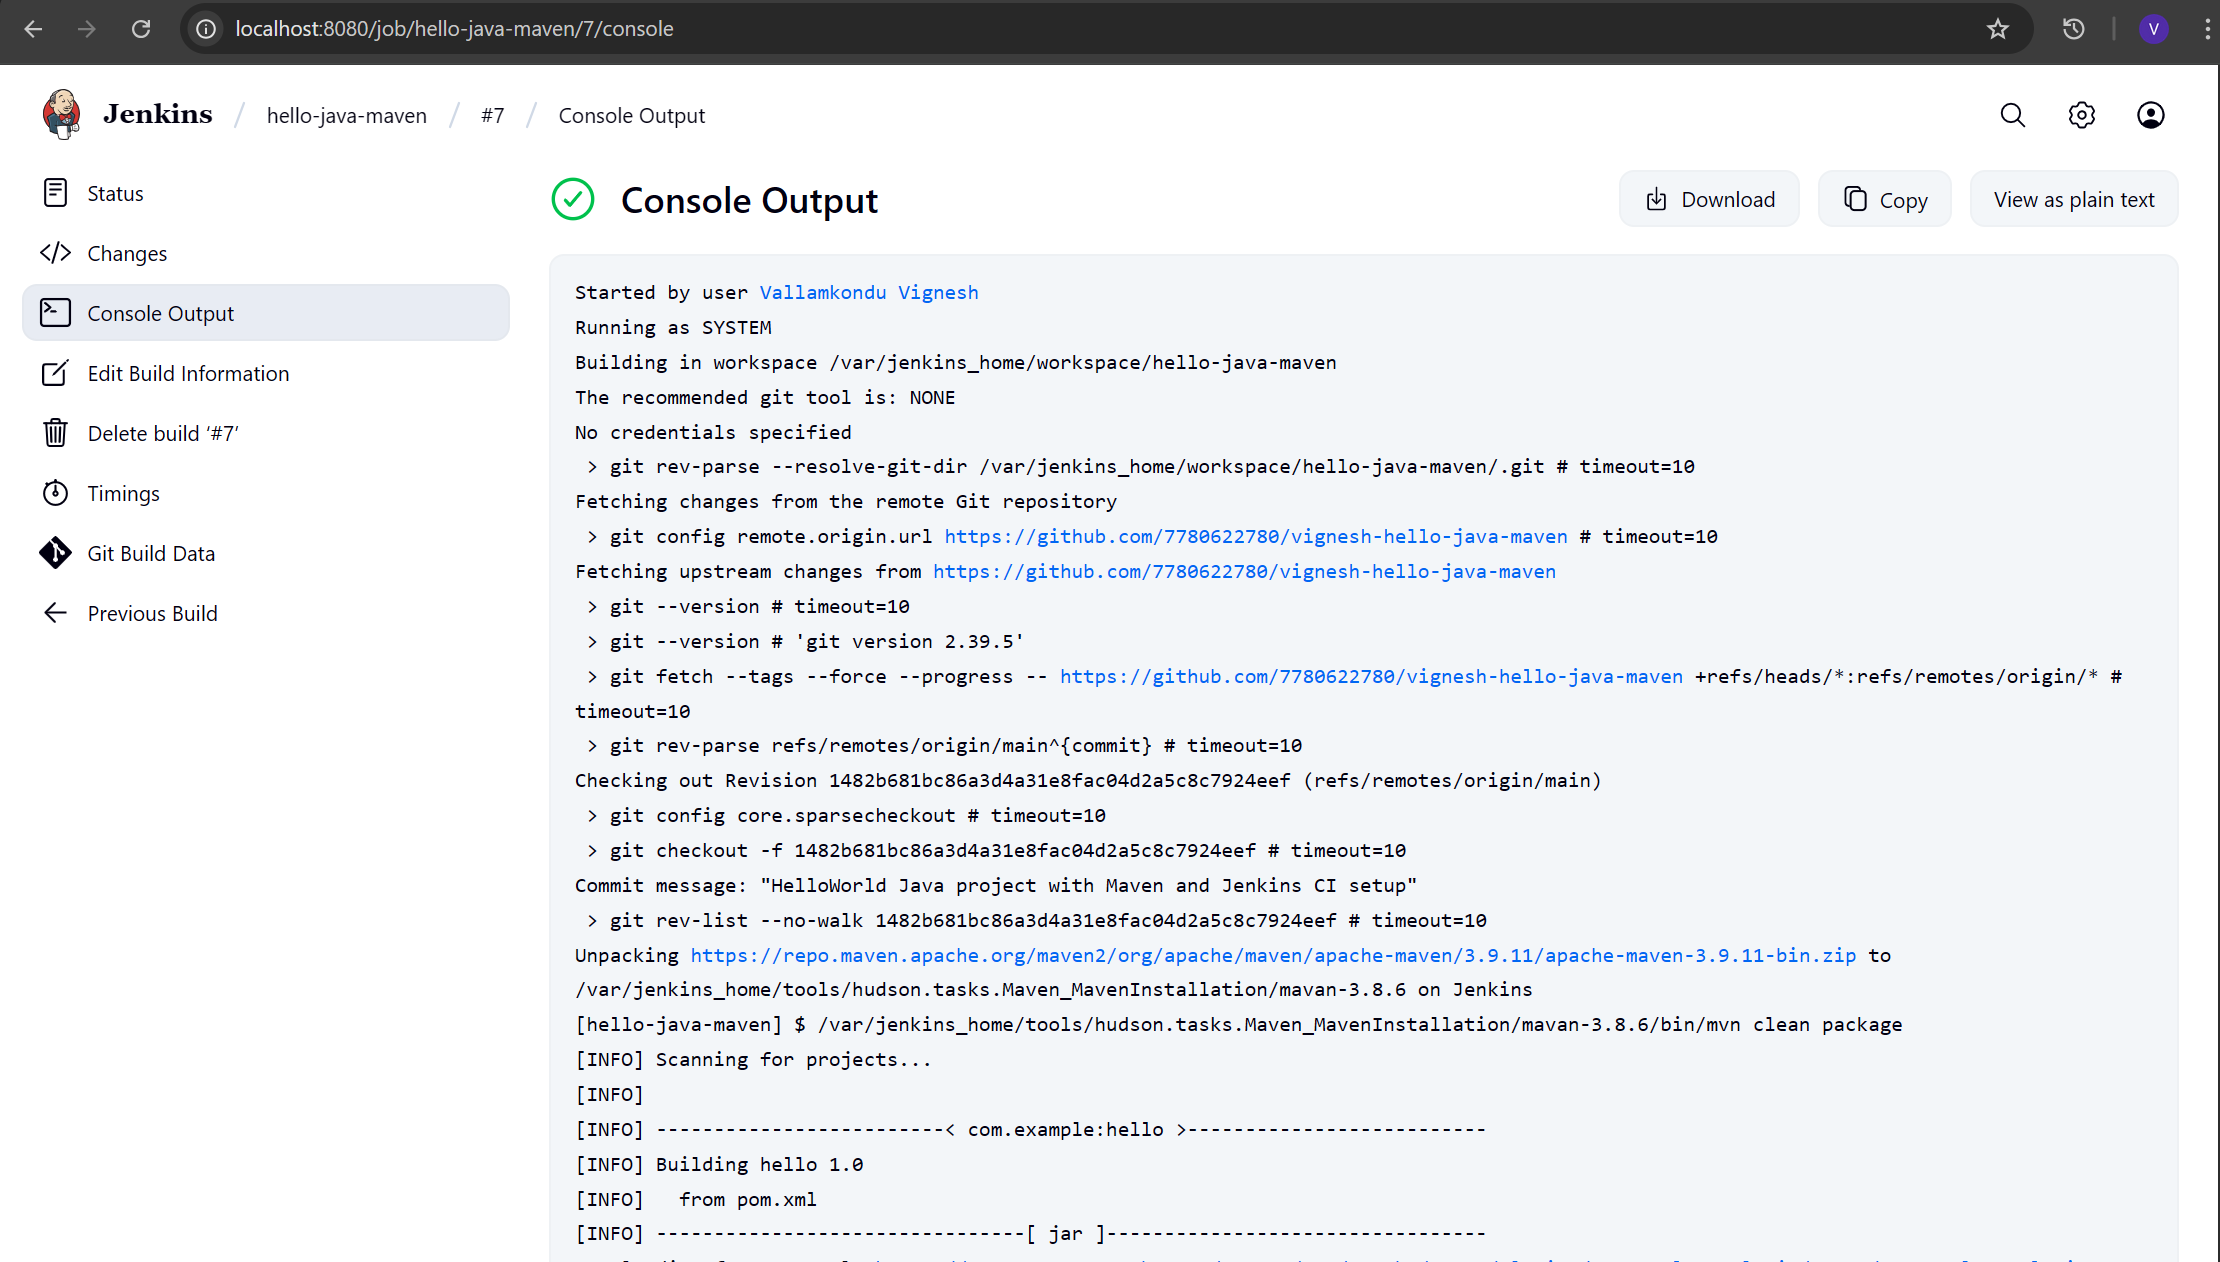 localhost:8080/job/hello-java-maven/7/console
V
Jenkins / hello-java-maven / #7 / Console Output
Status
Changes
Console Output
Edit Build Information
Delete build ‘#7’
Timings
Git Build Data
Previous Build
Console Output
Download
Copy
View as plain text
Started by user Vallamkondu Vignesh
Running as SYSTEM
Building in workspace /var/jenkins_home/workspace/hello-java-maven
The recommended git tool is: NONE
No credentials specified
 > git rev-parse --resolve-git-dir /var/jenkins_home/workspace/hello-java-maven/.git # timeout=10
Fetching changes from the remote Git repository
 > git config remote.origin.url https://github.com/7780622780/vignesh-hello-java-maven # timeout=10
Fetching upstream changes from https://github.com/7780622780/vignesh-hello-java-maven
 > git --version # timeout=10
 > git --version # 'git version 2.39.5'
 > git fetch --tags --force --progress -- https://github.com/7780622780/vignesh-hello-java-maven +refs/heads/*:refs/remotes/origin/* #
timeout=10
 > git rev-parse refs/remotes/origin/main^{commit} # timeout=10
Checking out Revision 1482b681bc86a3d4a31e8fac04d2a5c8c7924eef (refs/remotes/origin/main)
 > git config core.sparsecheckout # timeout=10
 > git checkout -f 1482b681bc86a3d4a31e8fac04d2a5c8c7924eef # timeout=10
Commit message: "HelloWorld Java project with Maven and Jenkins CI setup"
 > git rev-list --no-walk 1482b681bc86a3d4a31e8fac04d2a5c8c7924eef # timeout=10
Unpacking https://repo.maven.apache.org/maven2/org/apache/maven/apache-maven/3.9.11/apache-maven-3.9.11-bin.zip to
/var/jenkins_home/tools/hudson.tasks.Maven_MavenInstallation/mavan-3.8.6 on Jenkins
[hello-java-maven] $ /var/jenkins_home/tools/hudson.tasks.Maven_MavenInstallation/mavan-3.8.6/bin/mvn clean package
[INFO] Scanning for projects...
[INFO]
[INFO] -------------------------< com.example:hello >--------------------------
[INFO] Building hello 1.0
[INFO]   from pom.xml
[INFO] --------------------------------[ jar ]---------------------------------